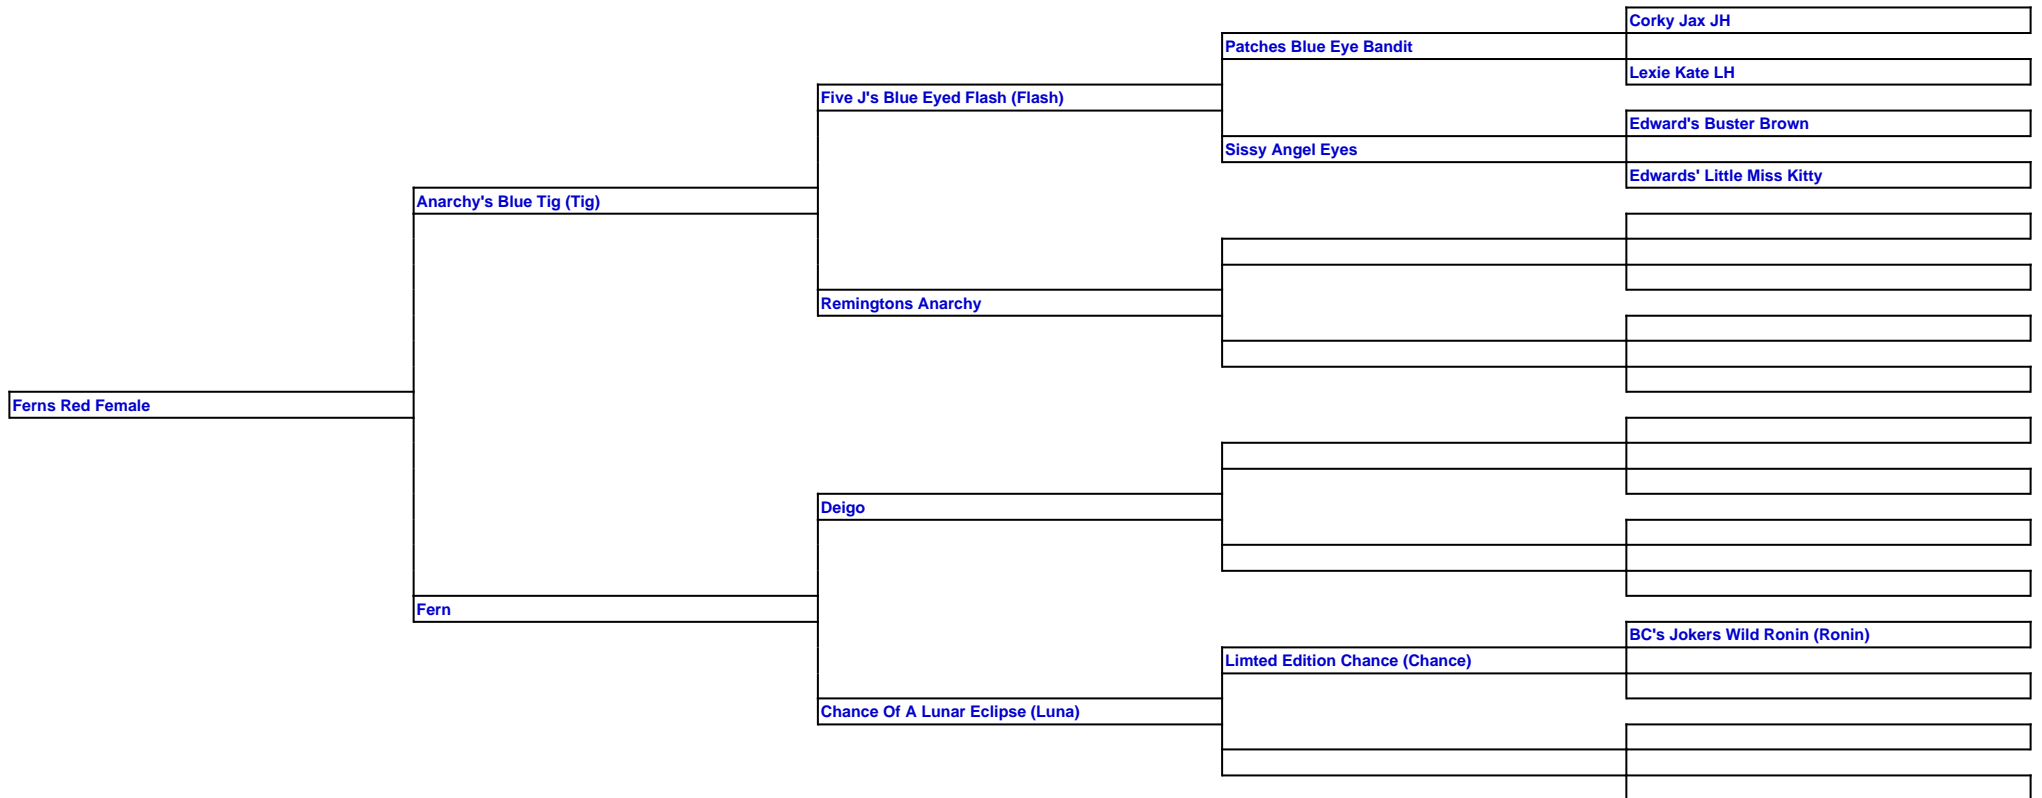 Corky Jax JH
Patches Blue Eye Bandit
Lexie Kate LH
Five J's Blue Eyed Flash (Flash)
Edward's Buster Brown
Sissy Angel Eyes
Edwards' Little Miss Kitty
Anarchy's Blue Tig (Tig)
Remingtons Anarchy
Ferns Red Female
Deigo
Fern
BC's Jokers Wild Ronin (Ronin)
Limted Edition Chance (Chance)
Chance Of A Lunar Eclipse (Luna)